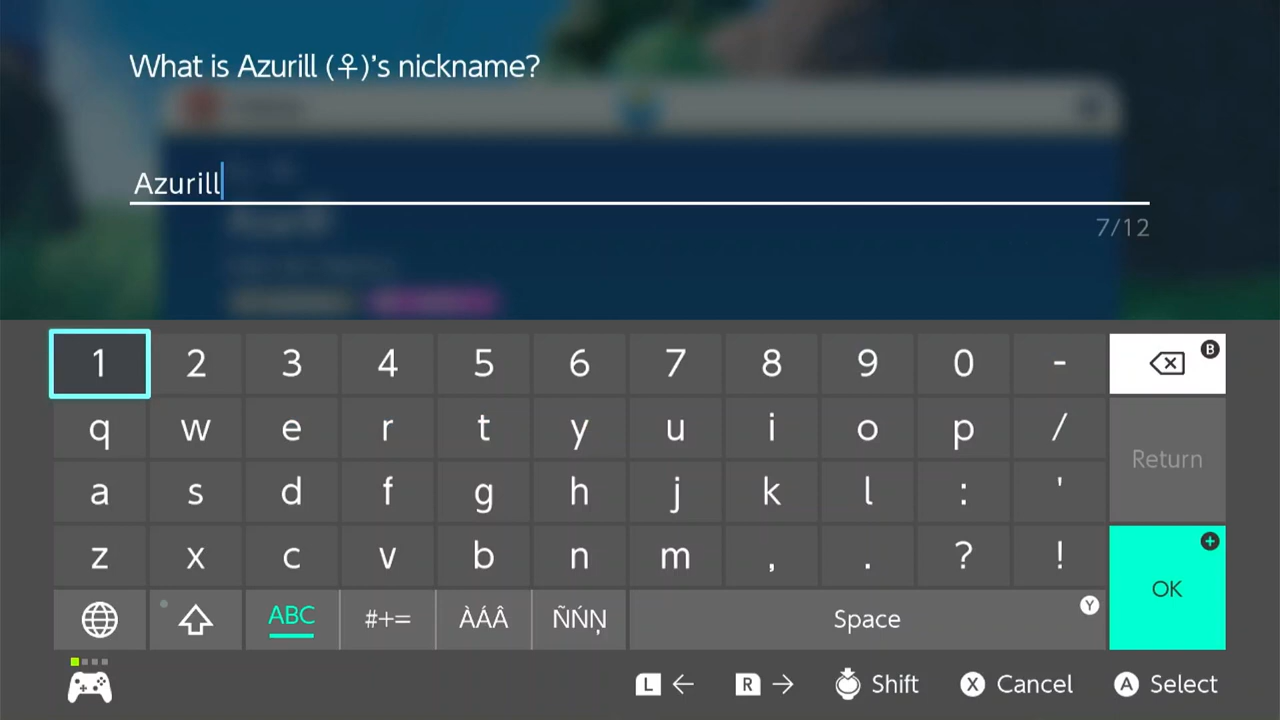 What is Azurill (♀)'s nickname?
Azurill
7/12
1 2 3 4 5 6 7 8 9 0 - B
q w e r t y u i o p /
Return
a s d f g h j k l : '
z x c v b n m , . ? ! +
OK
ABC #+= ÀÁÂ ÑŃŅ Space Y
L ← R → Shift X Cancel A Select